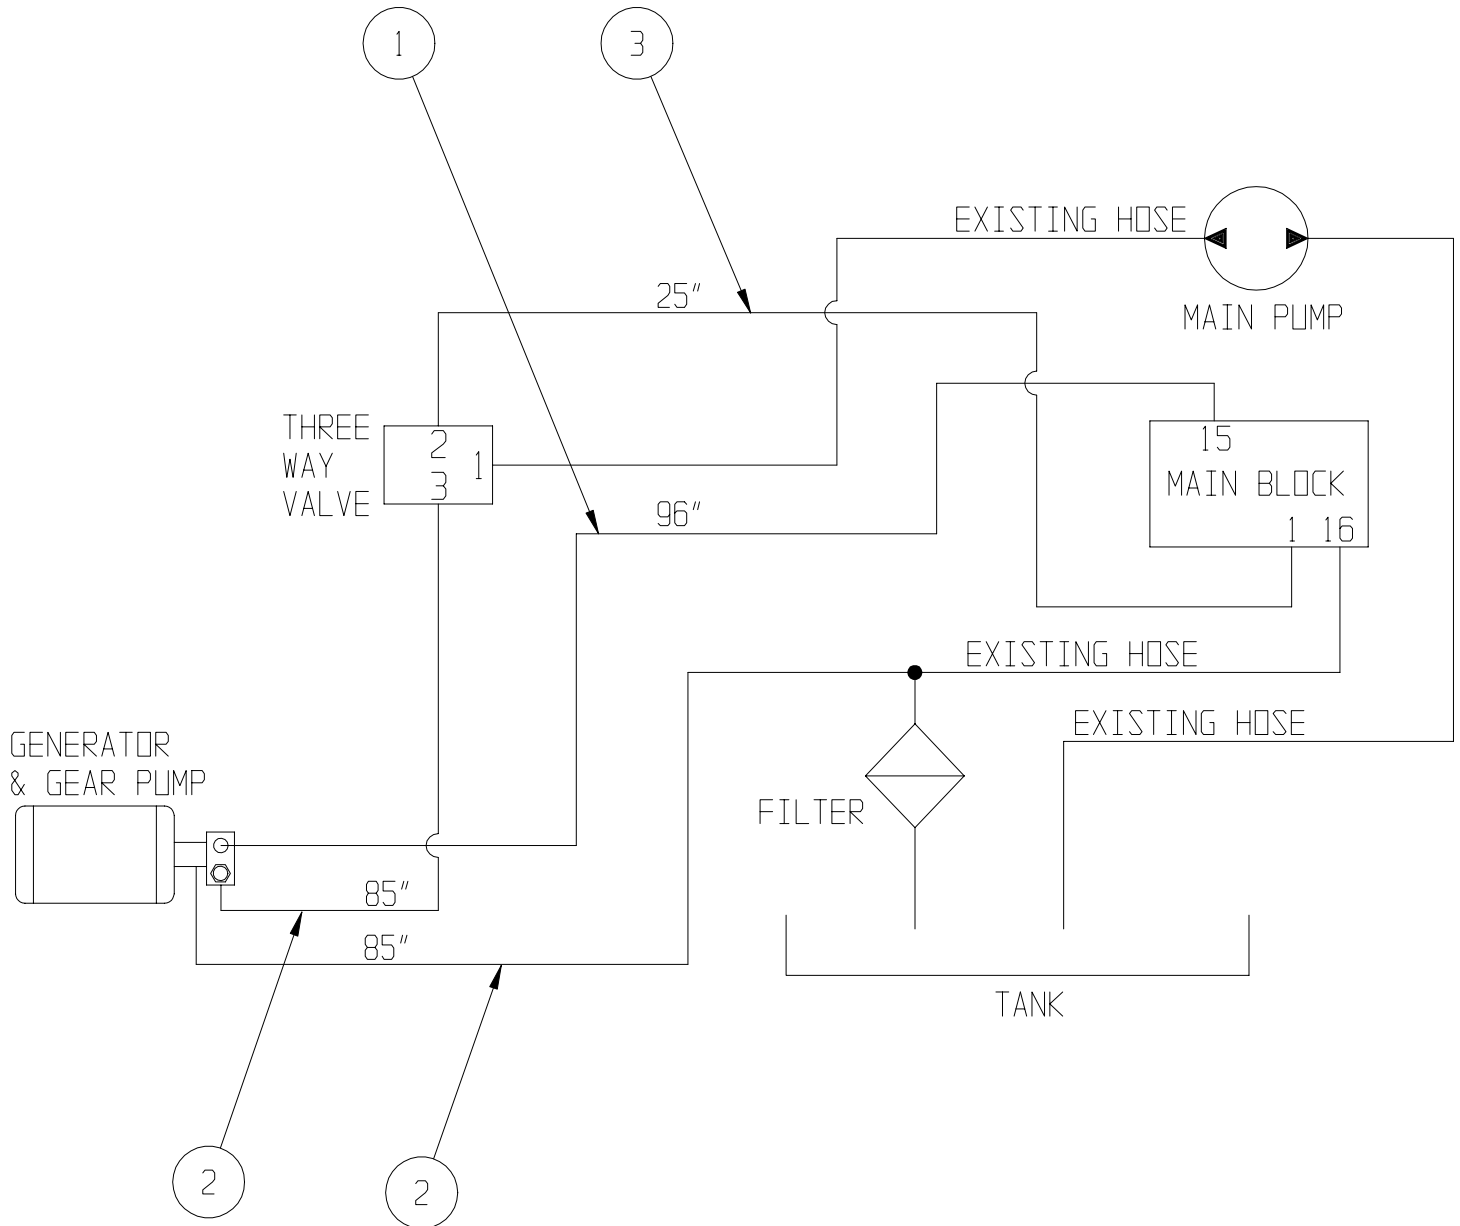 1
3
EXISTING HOSE
25"
MAIN PUMP
THREE
WAY
VALVE
2
3
1
15
MAIN BLOCK
1 16
96"
EXISTING HOSE
EXISTING HOSE
GENERATOR
& GEAR PUMP
FILTER
85"
85"
TANK
2
2